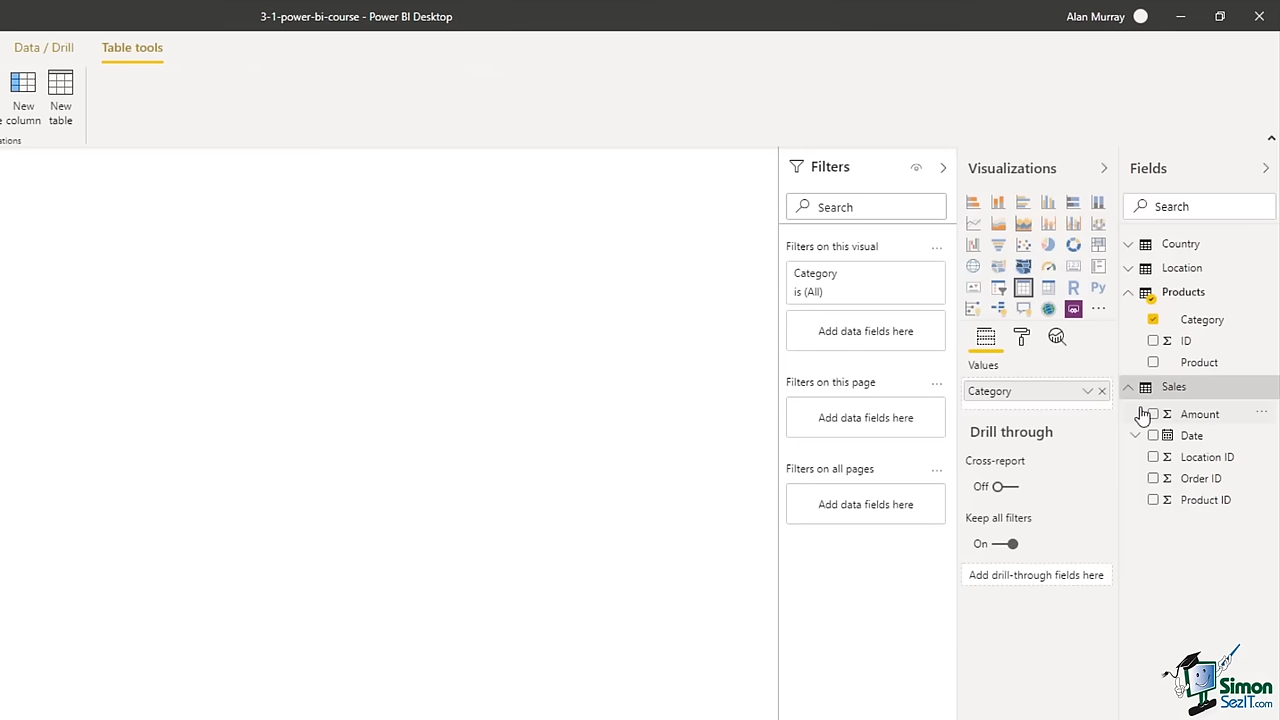 3-1-power-bi-course - Power BI Desktop
Alan Murray
Data / Drill
Table tools
New
column
New
table
ations
Filters
Search
Filters on this visual
Category
is (All)
Add data fields here
Filters on this page
Add data fields here
Filters on all pages
Add data fields here
Visualizations
R
Py
Values
Category
Drill through
Cross-report
Off
Keep all filters
On
Add drill-through fields here
Fields
Search
Country
Location
Products
Category
Σ ID
Product
Sales
Σ Amount
Date
Σ Location ID
Σ Order ID
Σ Product ID
Simon
SezIT.com